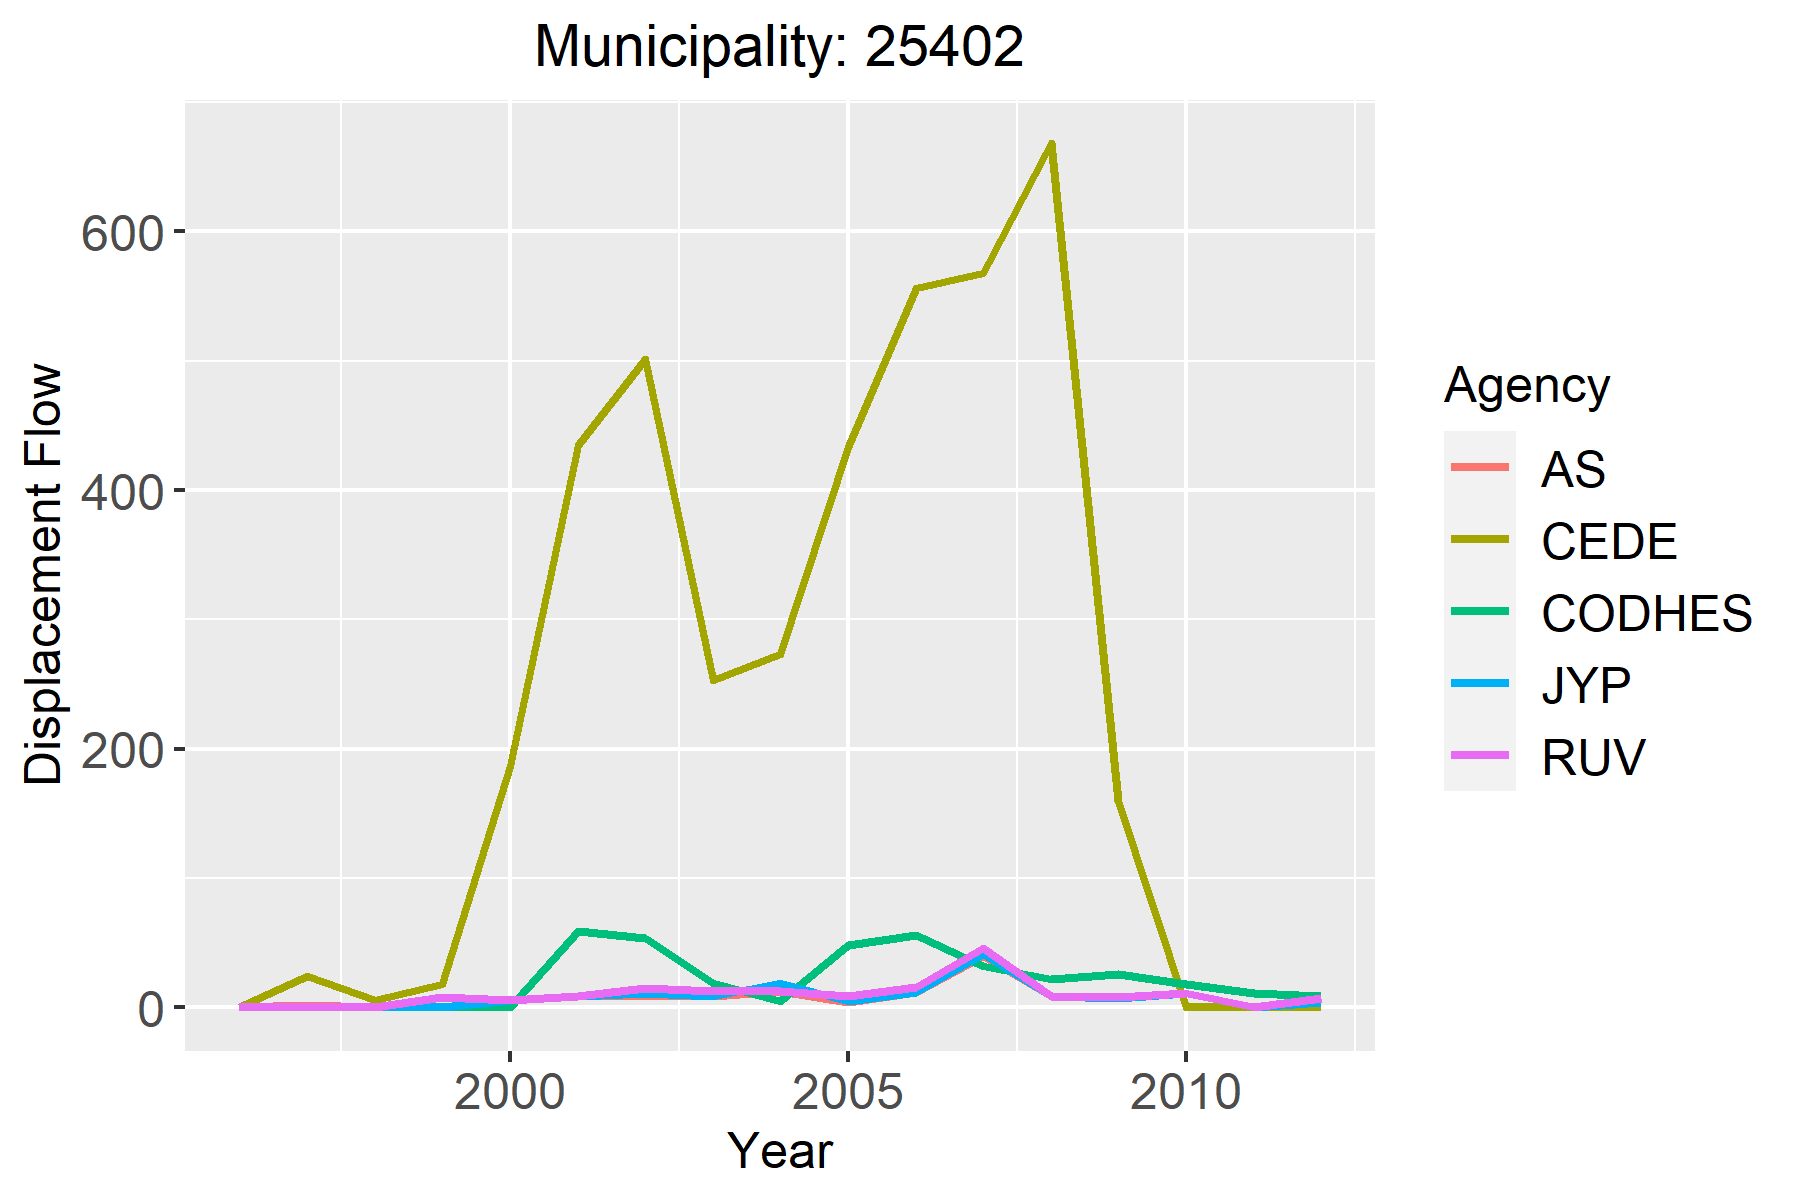 Municipality: 25402
Displacement Flow
600
400
200
0
2000 2005 2010
Year
Agency
AS
CEDE
CODHES
JYP
RUV